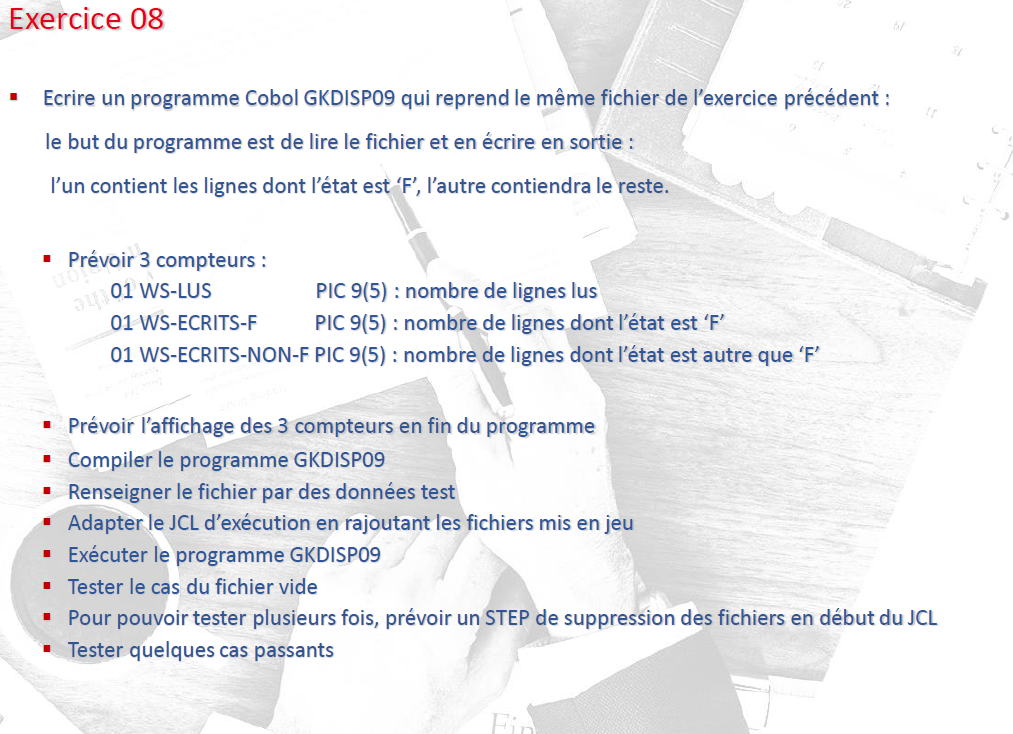 Exercice 08
▪ Ecrire un programme Cobol GKDISP09 qui reprend le même fichier de l'exercice précédent :
le but du programme est de lire le fichier et en écrire en sortie :
l'un contient les lignes dont l'état est 'F', l'autre contiendra le reste.
▪ Prévoir 3 compteurs :
01 WS-LUS PIC 9(5) : nombre de lignes lus
01 WS-ECRITS-F PIC 9(5) : nombre de lignes dont l'état est 'F'
01 WS-ECRITS-NON-F PIC 9(5) : nombre de lignes dont l'état est autre que 'F'
▪ Prévoir l'affichage des 3 compteurs en fin du programme
▪ Compiler le programme GKDISP09
▪ Renseigner le fichier par des données test
▪ Adapter le JCL d'exécution en rajoutant les fichiers mis en jeu
▪ Exécuter le programme GKDISP09
▪ Tester le cas du fichier vide
▪ Pour pouvoir tester plusieurs fois, prévoir un STEP de suppression des fichiers en début du JCL
▪ Tester quelques cas passants